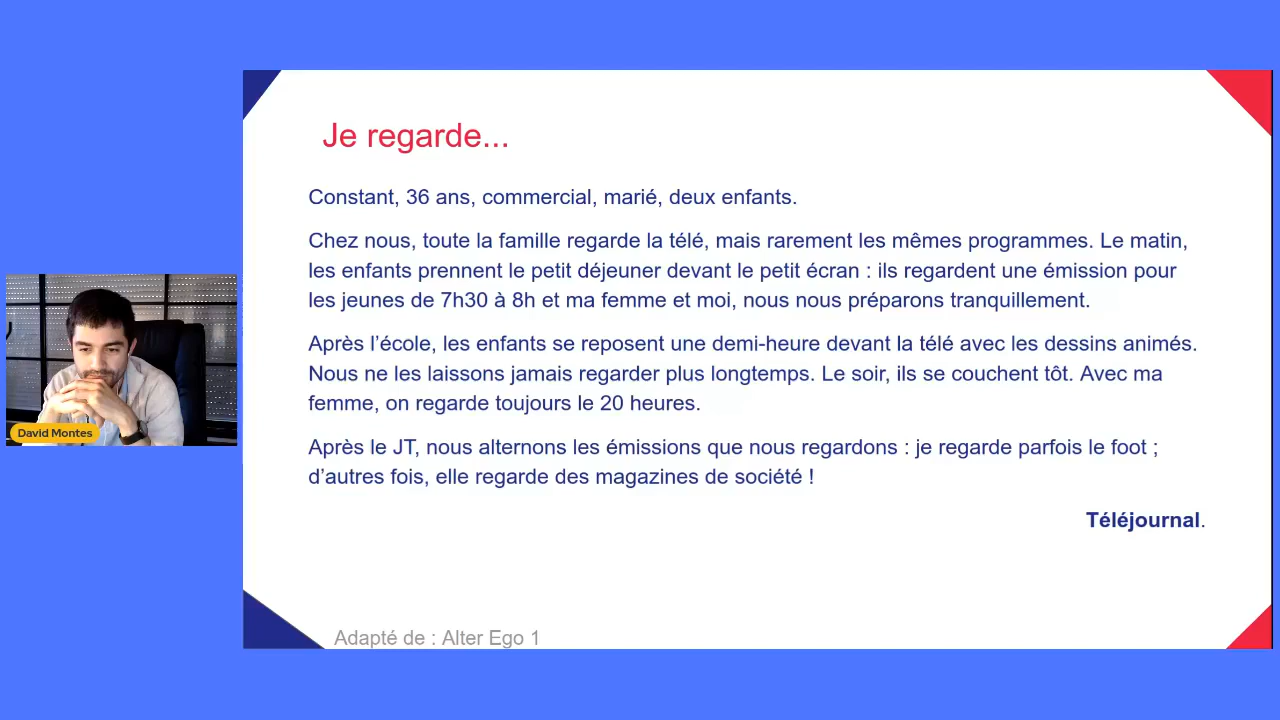 Je regarde...
Constant, 36 ans, commercial, marié, deux enfants.
Chez nous, toute la famille regarde la télé, mais rarement les mêmes programmes. Le matin,
les enfants prennent le petit déjeuner devant le petit écran : ils regardent une émission pour
les jeunes de 7h30 à 8h et ma femme et moi, nous nous préparons tranquillement.
Après l’école, les enfants se reposent une demi-heure devant la télé avec les dessins animés.
Nous ne les laissons jamais regarder plus longtemps. Le soir, ils se couchent tôt. Avec ma
femme, on regarde toujours le 20 heures.
Après le JT, nous alternons les émissions que nous regardons : je regarde parfois le foot ;
d’autres fois, elle regarde des magazines de société !
Téléjournal.
Adapté de : Alter Ego 1
David Montes